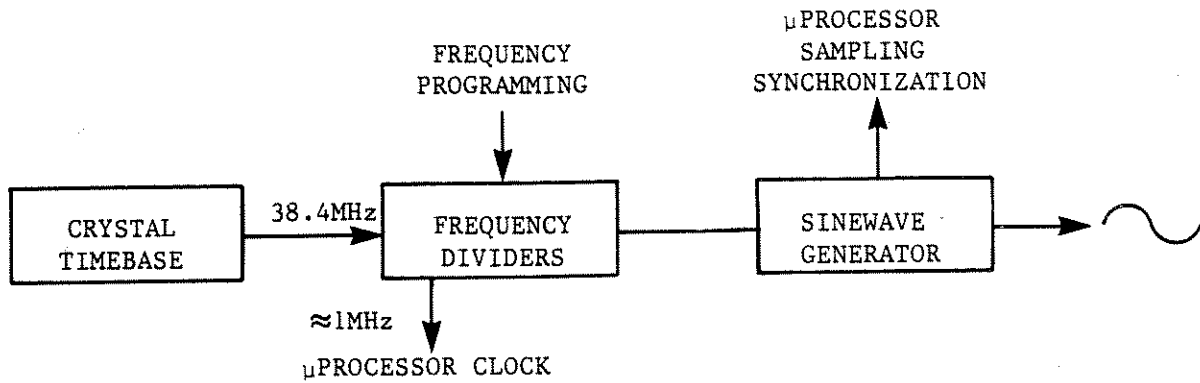 μPROCESSOR
SAMPLING
SYNCHRONIZATION
FREQUENCY
PROGRAMMING
CRYSTAL
TIMEBASE
38.4MHz
FREQUENCY
DIVIDERS
SINEWAVE
GENERATOR
≈1MHz
μPROCESSOR CLOCK